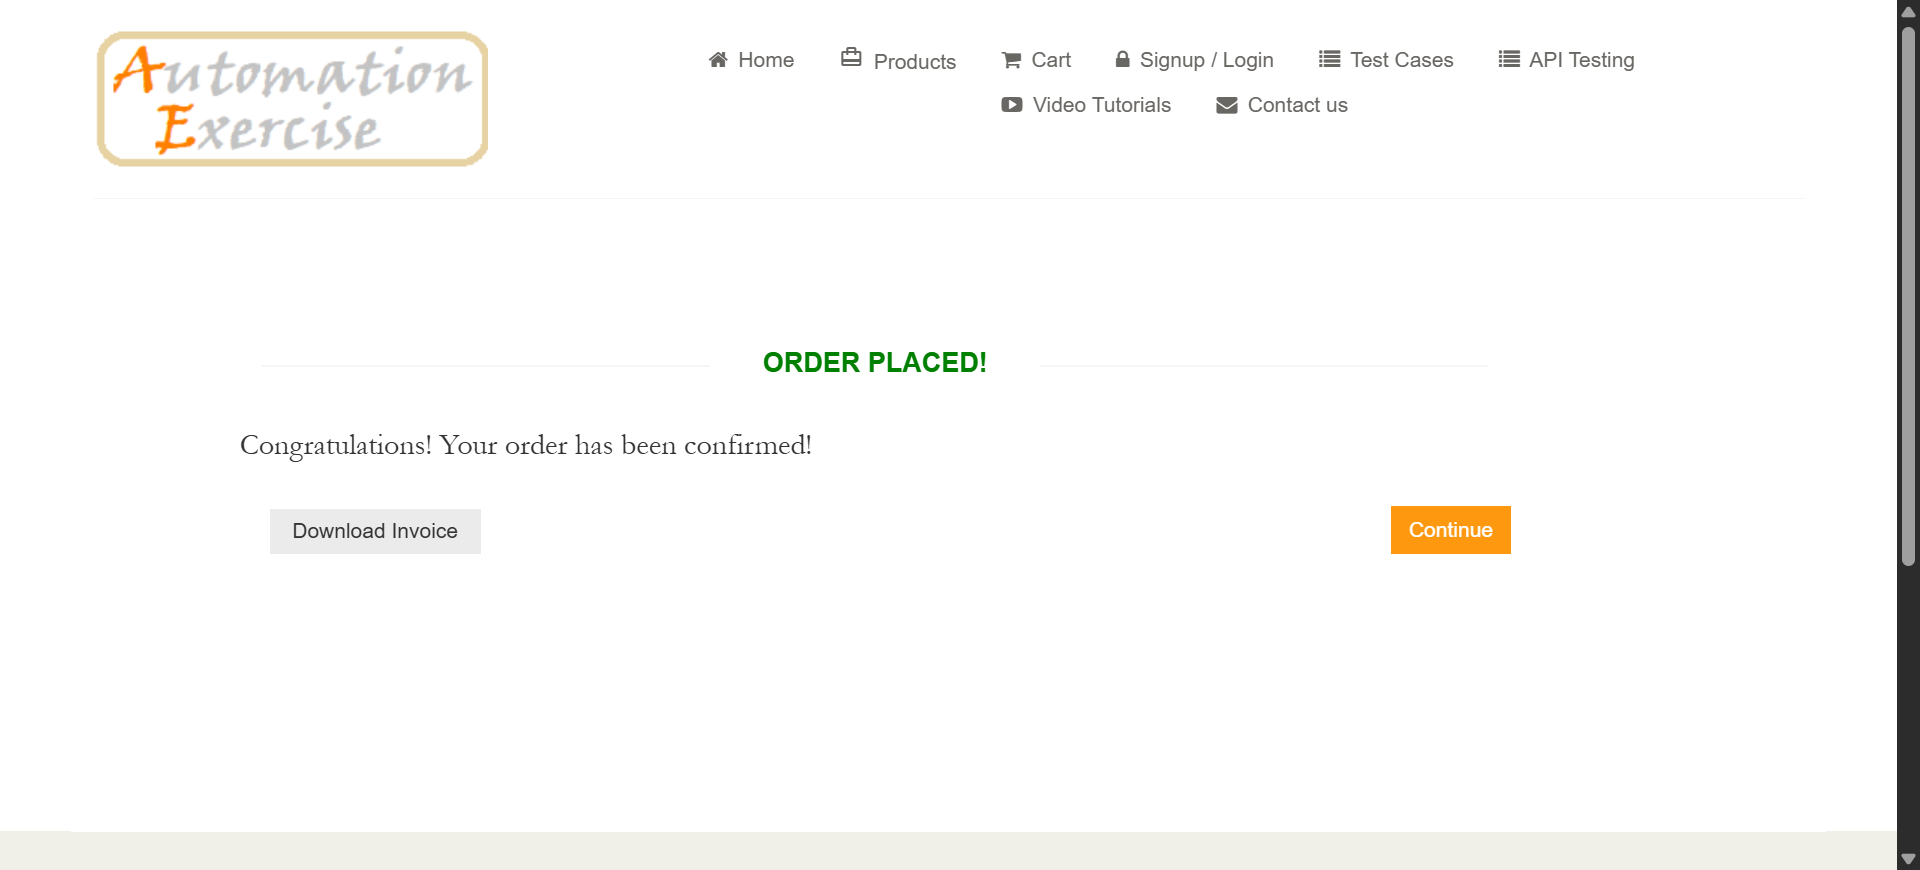 Automation
Exercise
Home
Products
Cart
Signup / Login
Test Cases
API Testing
Video Tutorials
Contact us
ORDER PLACED!
Congratulations! Your order has been confirmed!
Download Invoice
Continue